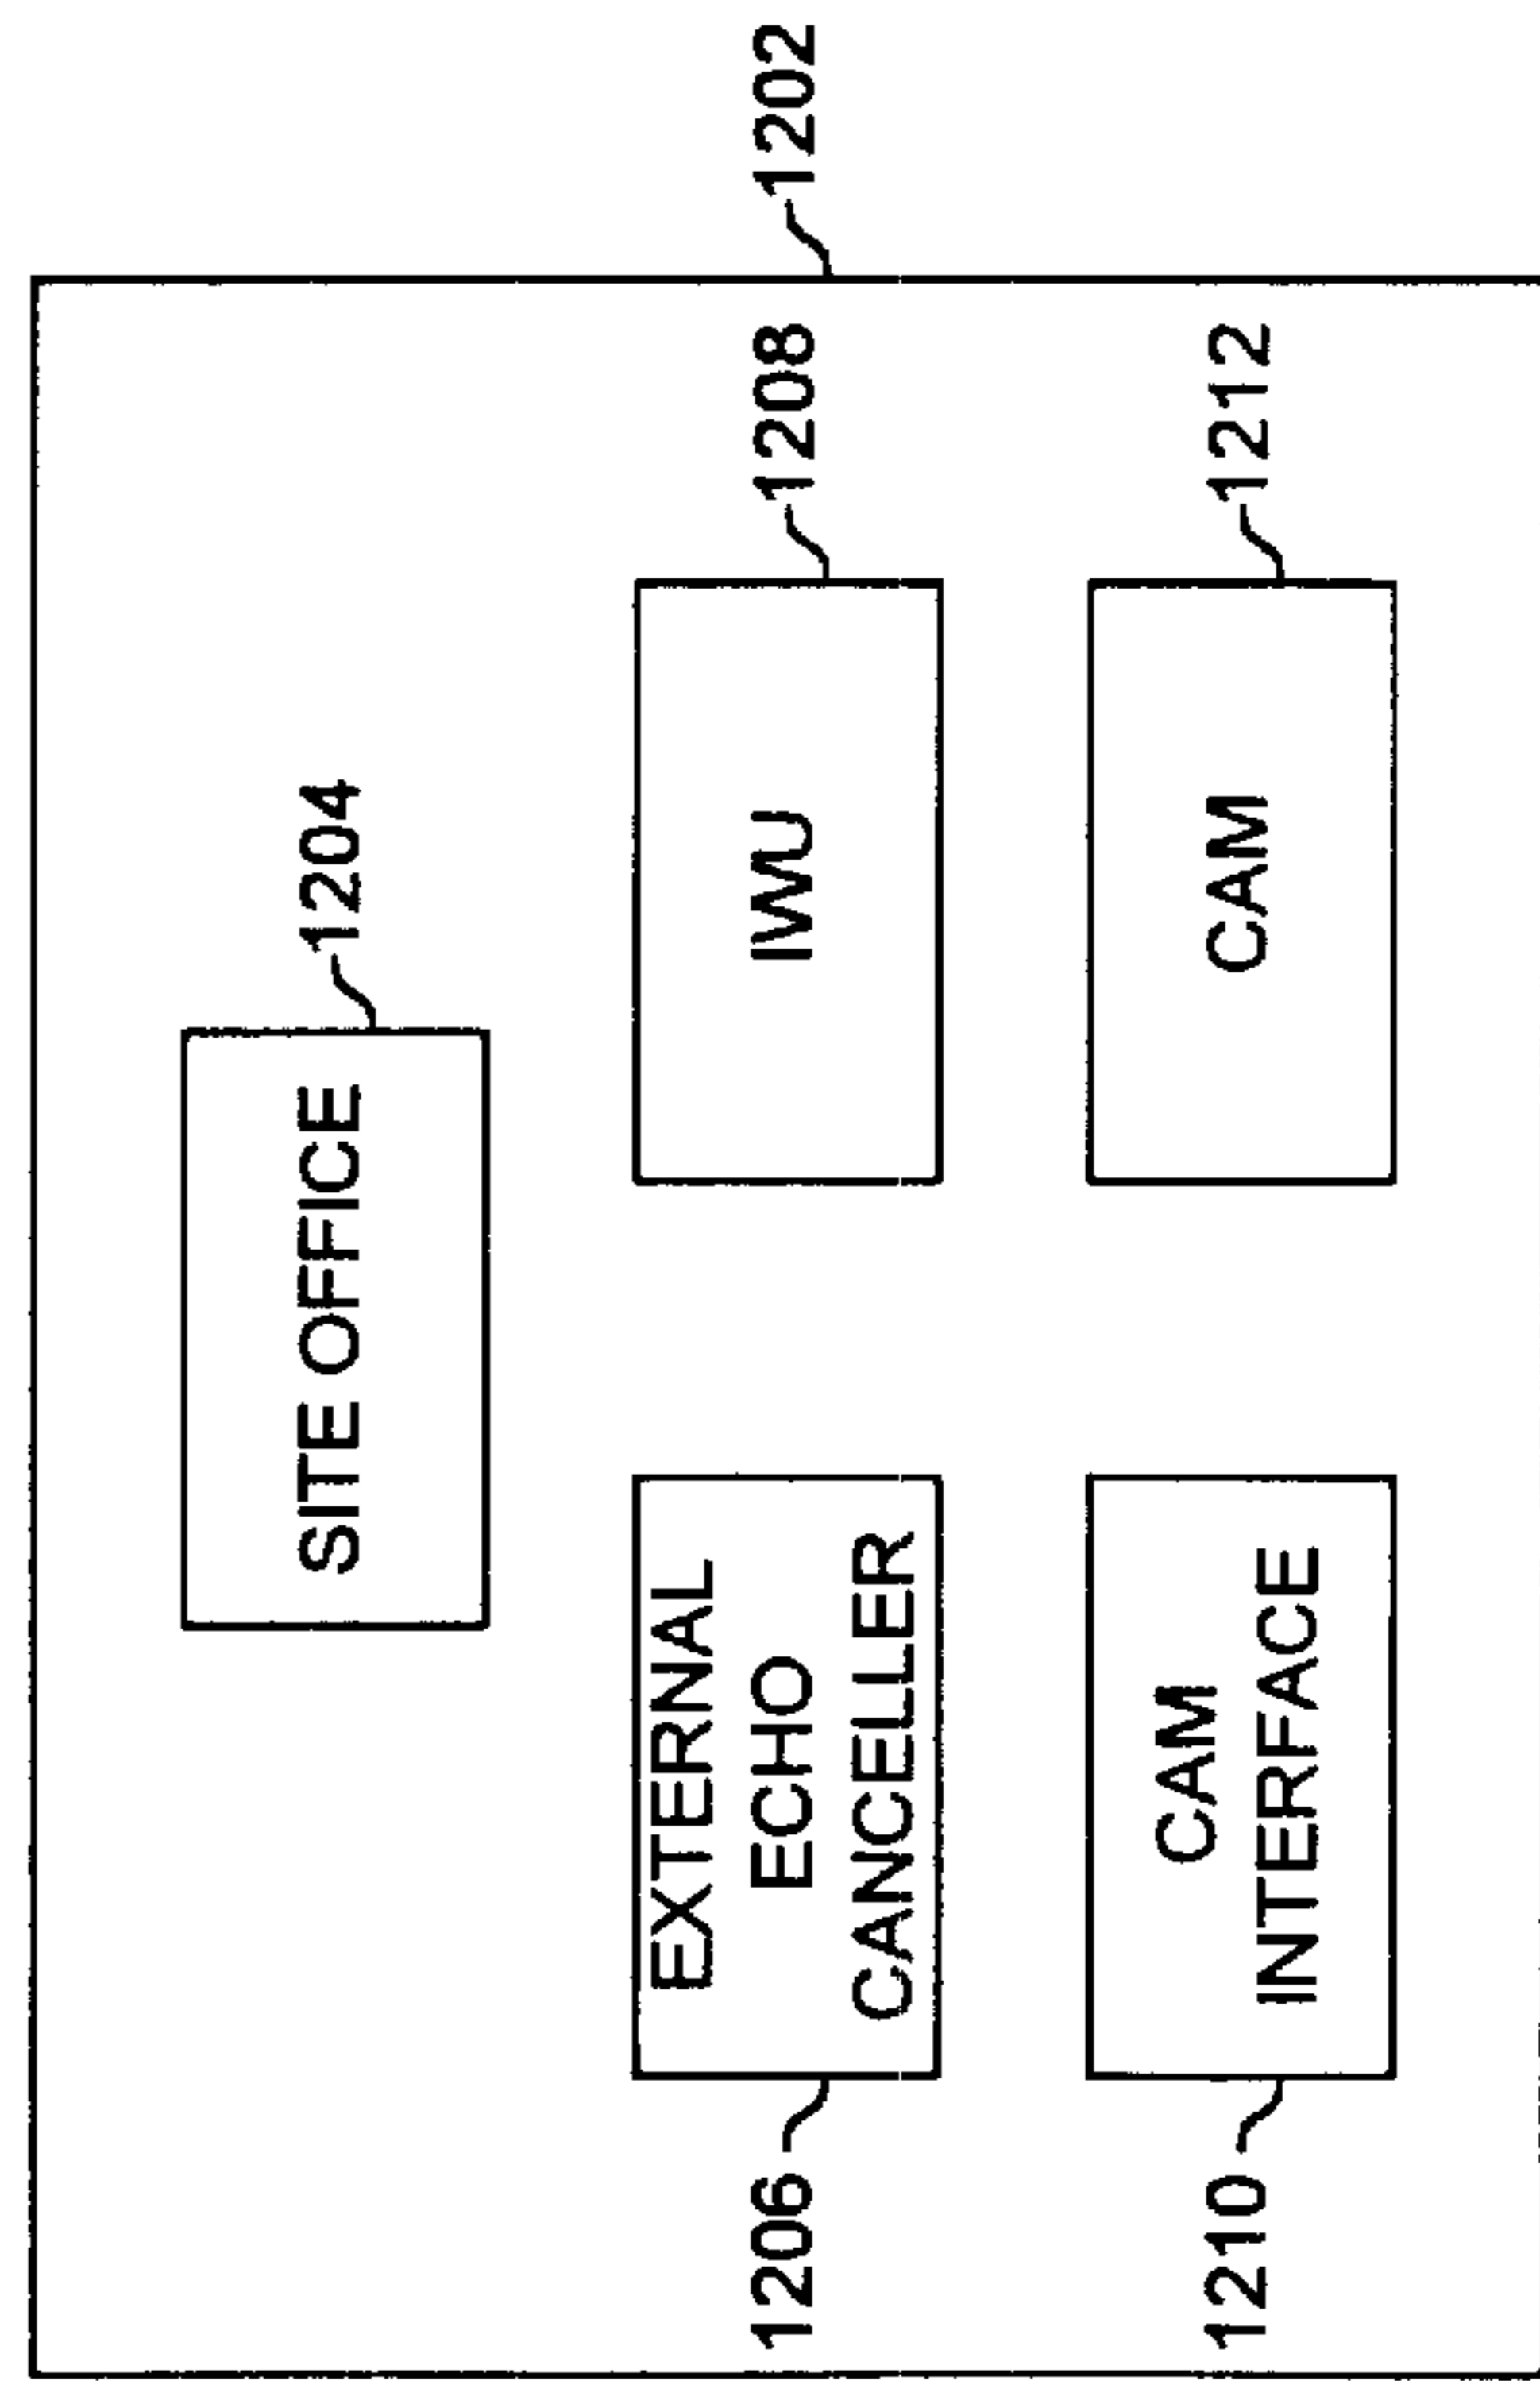 1202
SITE OFFICE
1204
EXTERNAL
ECHO
CANCELLER
1206
IWU
1208
CAM
INTERFACE
1210
CAM
1212